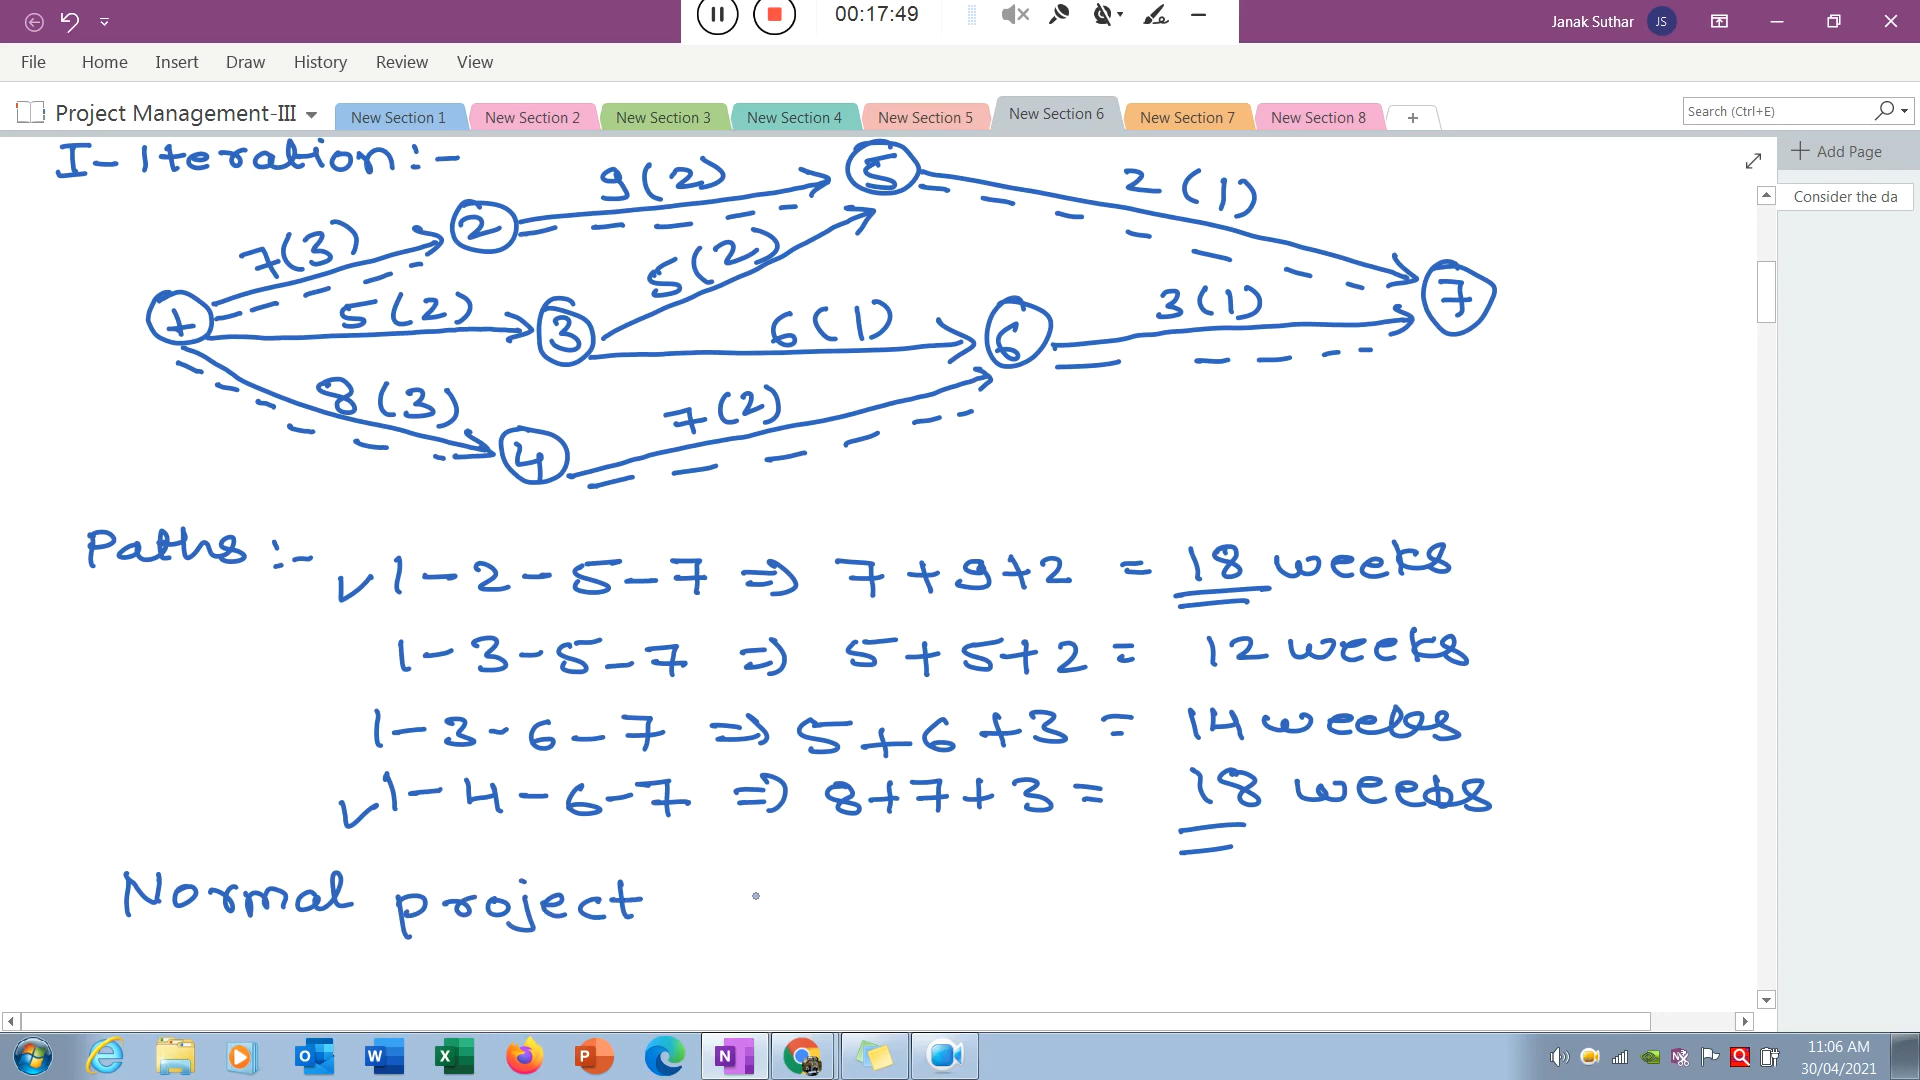 00:17:49
Janak Suthar JS
File Home Insert Draw History Review View
Project Management-III New Section 1 New Section 2 New Section 3 New Section 4 New Section 5 New Section 6 New Section 7 New Section 8 + Search (Ctrl+E)
Add Page
Consider the da
I- Iteration:-
9(2) 5 2(1)
7(3) 2 5(2)
1 5(2) 3 6(1) 6 3(1) 7
8(3) 4 7(2)
Paths :- 1-2-5-7 => 7+9+2 = 18 weeks
1-3-5-7 => 5+5+2 = 12 weeks
1-3-6-7 => 5+6+3 = 14 weeks
1-4-6-7 => 8+7+3 = 18 weeks
Normal project
11:06 AM
30/04/2021